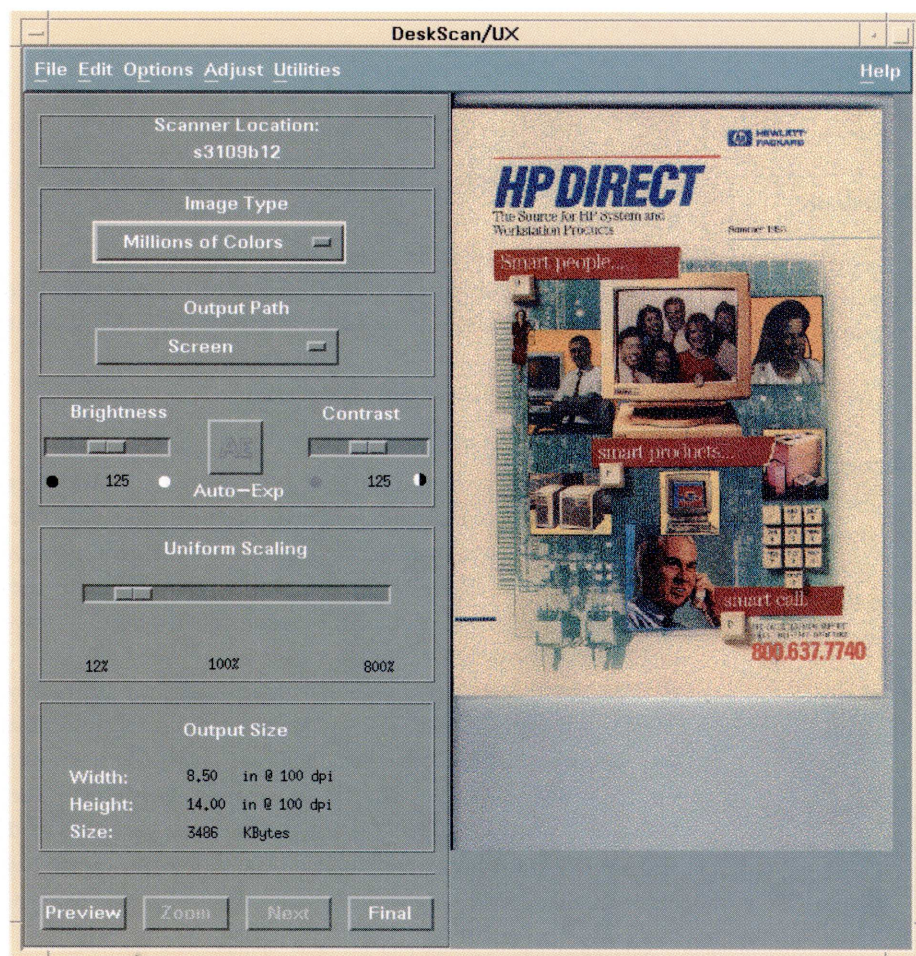 DeskScan/UX
File Edit Options Adjust Utilities Help
Scanner Location:
s3109b12
Image Type
Millions of Colors
Output Path
Screen
Brightness
Contrast
125
AE
125
Auto-Exp
Uniform Scaling
12%
100%
800%
Output Size
Width: 8.50 in @ 100 dpi
Height: 14.00 in @ 100 dpi
Size: 3486 KBytes
Preview
Zoom
Next
Final
HEWLETT
PACKARD
HP DIRECT
The Source for HP System and
Workstation Products
Summer
Smart people...
smart products...
smart call.
800.637.7740